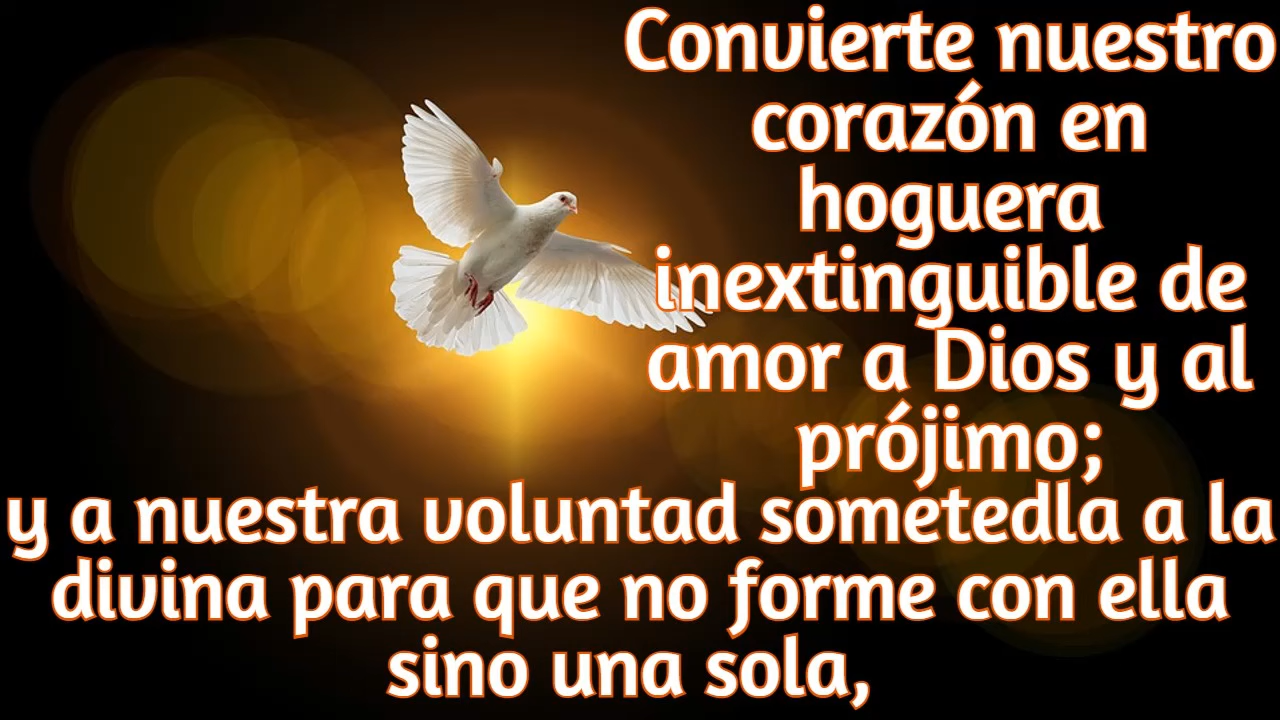 Convierte nuestro
corazón en
hoguera
inextinguible de
amor a Dios y al
prójimo;
y a nuestra voluntad sometedla a la
divina para que no forme con ella
sino una sola,